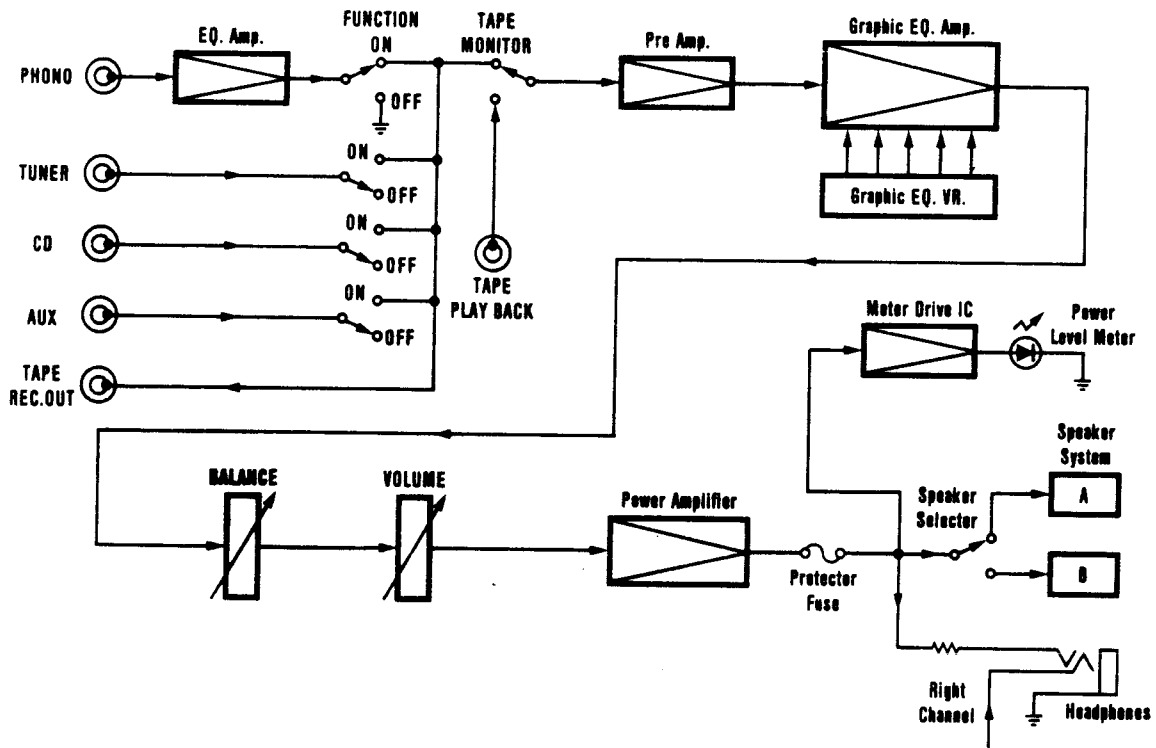 FUNCTION
ON
TAPE
MONITOR
EQ. Amp.
Pre Amp.
Graphic EQ. Amp.
PHONO
OFF
ON
TUNER
OFF
Graphic EQ. VR.
ON
CD
OFF
TAPE
PLAY BACK
ON
AUX
OFF
Meter Drive IC
Power
Level Meter
TAPE
REC.OUT
BALANCE
VOLUME
Power Amplifier
Speaker
Selector
Speaker
System
A
B
Protector
Fuse
Right
Channel
Headphones